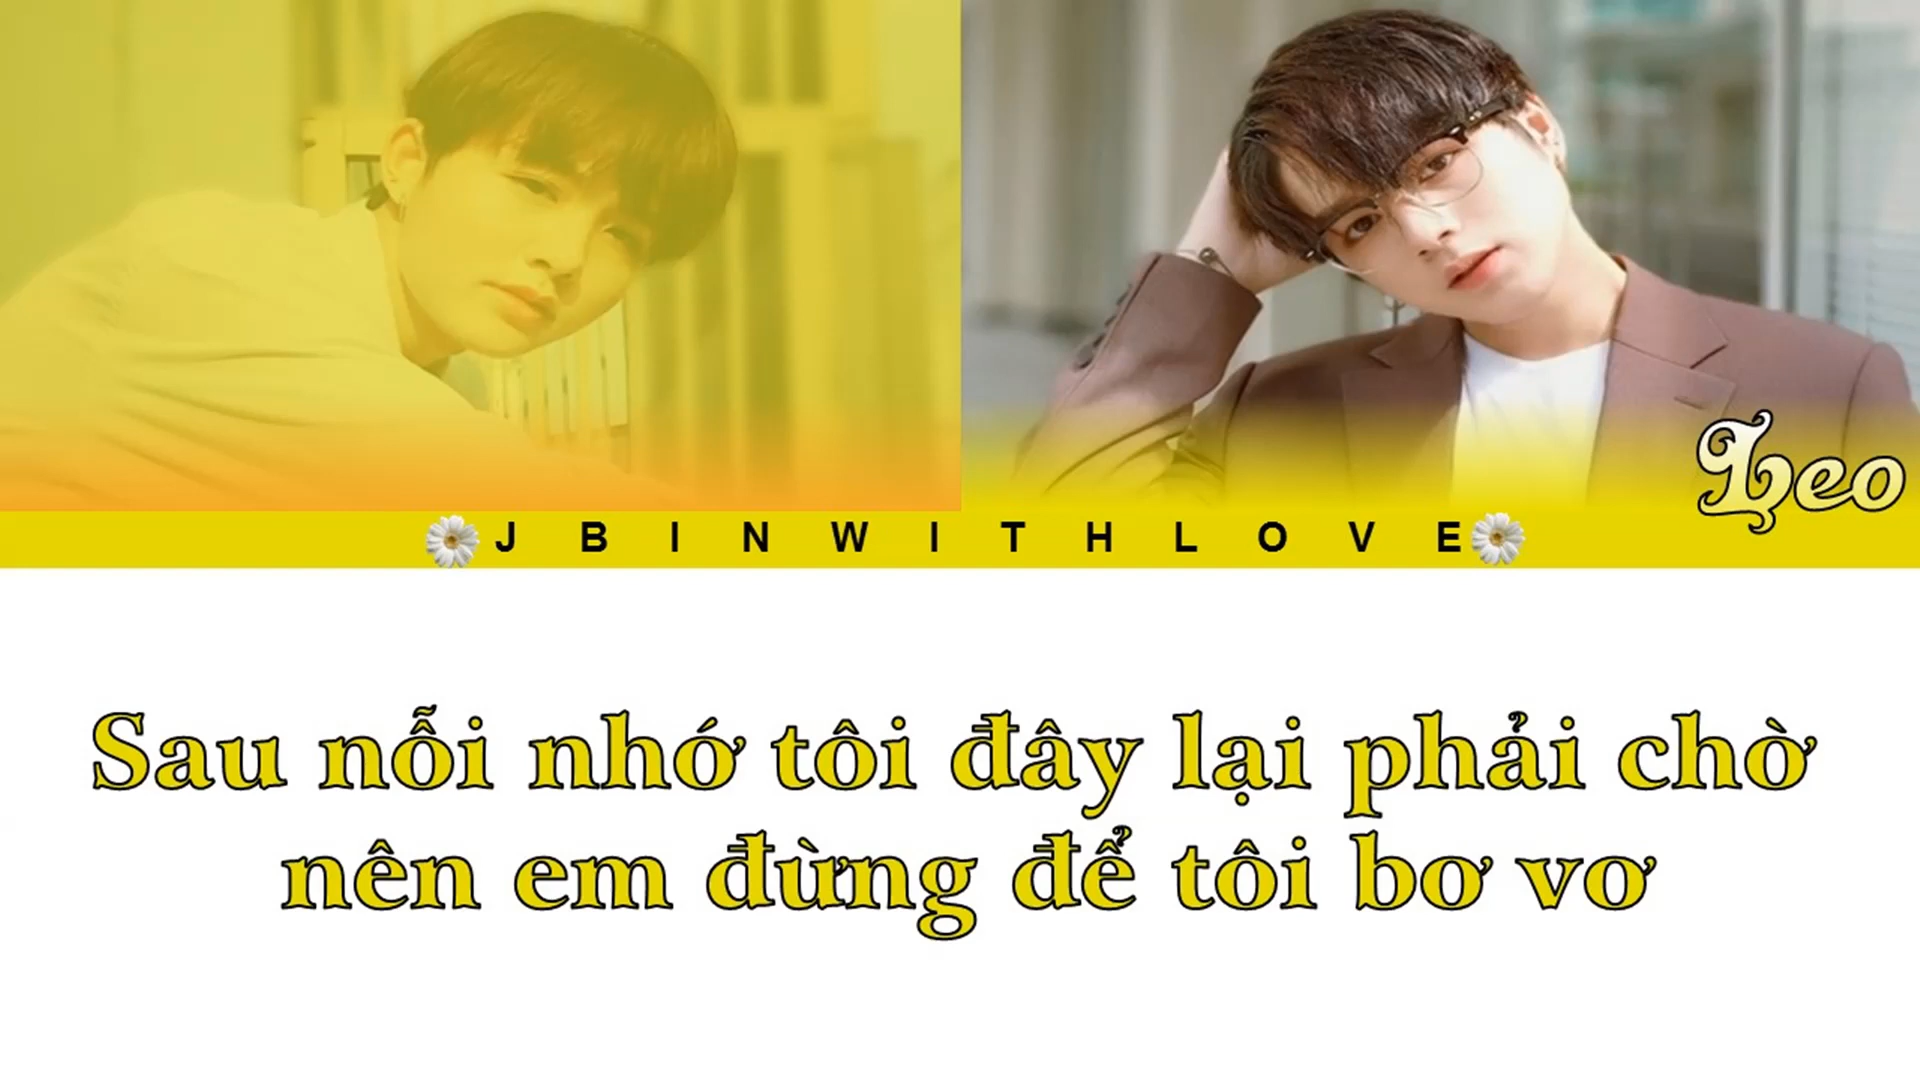 Leo
JBINWITHLOVE
Sau nỗi nhớ tôi đây lại phải chờ
nên em đừng để tôi bơ vơ